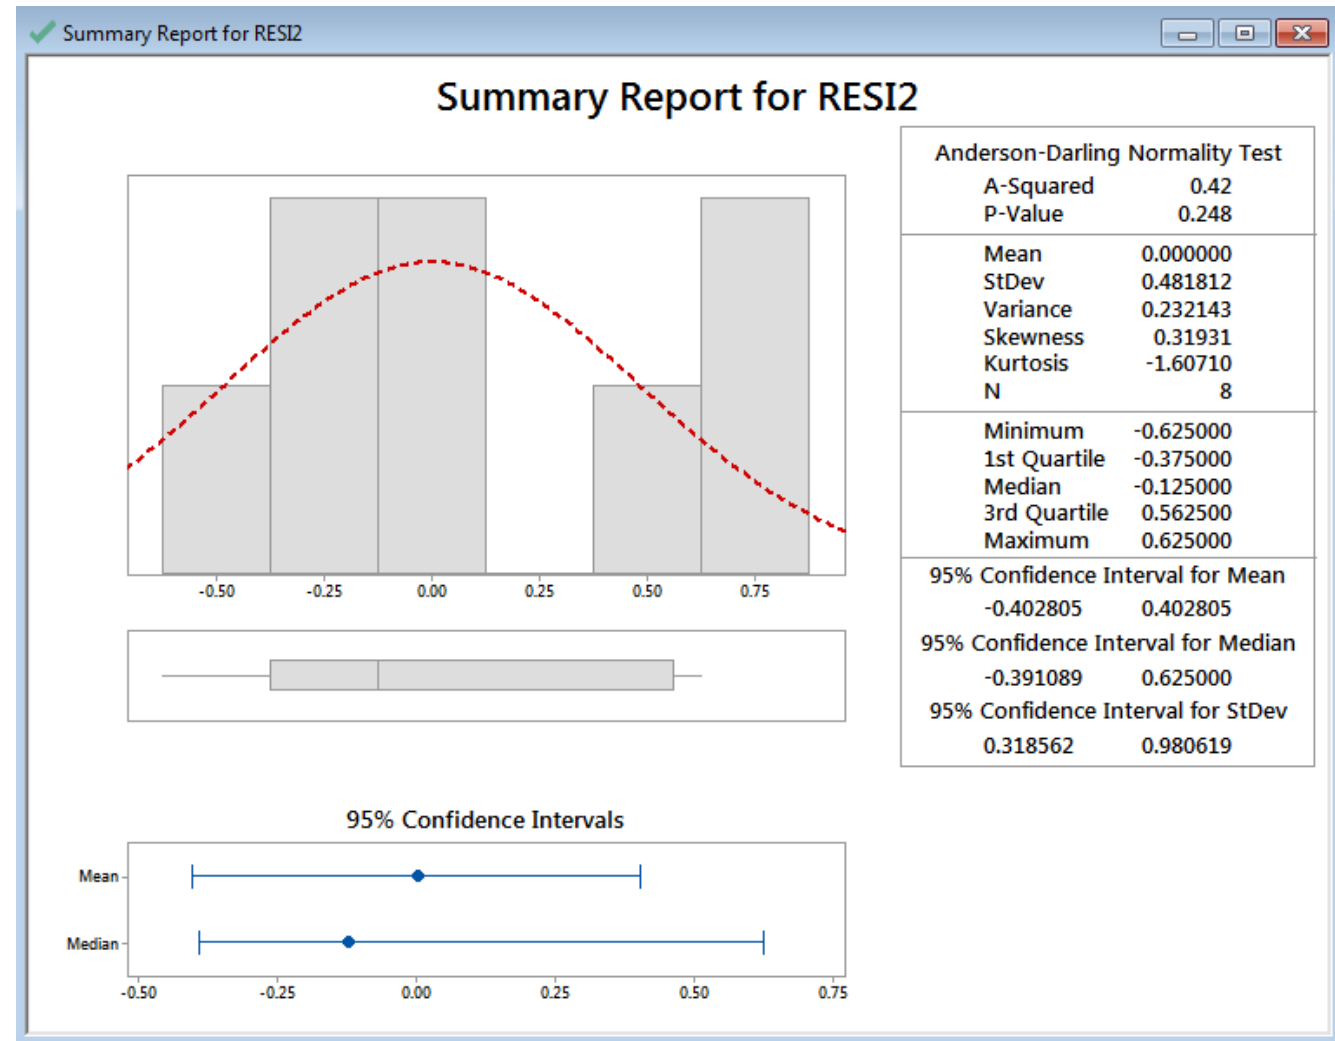 Summary Report for RESI2
Summary Report for RESI2
-0.50 -0.25 0.00 0.25 0.50 0.75
95% Confidence Intervals
Mean
Median
-0.50 -0.25 0.00 0.25 0.50 0.75
Anderson-Darling Normality Test
A-Squared 0.42
P-Value 0.248
Mean 0.000000
StDev 0.481812
Variance 0.232143
Skewness 0.31931
Kurtosis -1.60710
N 8
Minimum -0.625000
1st Quartile -0.375000
Median -0.125000
3rd Quartile 0.562500
Maximum 0.625000
95% Confidence Interval for Mean
-0.402805 0.402805
95% Confidence Interval for Median
-0.391089 0.625000
95% Confidence Interval for StDev
0.318562 0.980619